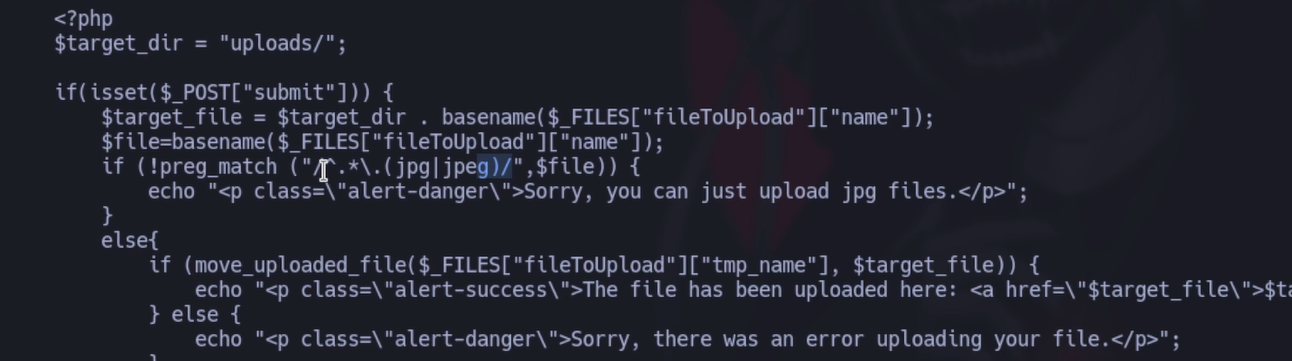 <?php
$target_dir = "uploads/";
if(isset($_POST["submit"])) {
$target_file = $target_dir . basename($_FILES["fileToUpload"]["name"]);
$file=basename($_FILES["fileToUpload"]["name"]);
if (!preg_match ("/^.*\.(jpg|jpeg)/",$file)) {
echo "<p class=\"alert-danger\">Sorry, you can just upload jpg files.</p>";
}
else{
if (move_uploaded_file($_FILES["fileToUpload"]["tmp_name"], $target_file)) {
echo "<p class=\"alert-success\">The file has been uploaded here: <a href=\"$target_file\">$ta
} else {
echo "<p class=\"alert-danger\">Sorry, there was an error uploading your file.</p>";
}